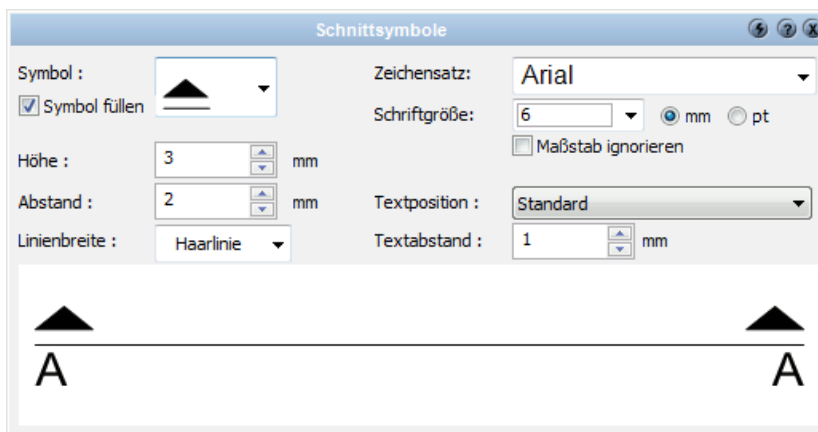 Schnittsymbole
Symbol :
Symbol füllen
Zeichensatz: Arial
Schriftgröße: 6 mm pt
Maßstab ignorieren
Höhe : 3 mm
Abstand : 2 mm
Textposition : Standard
Linienbreite : Haarlinie
Textabstand : 1 mm
A A